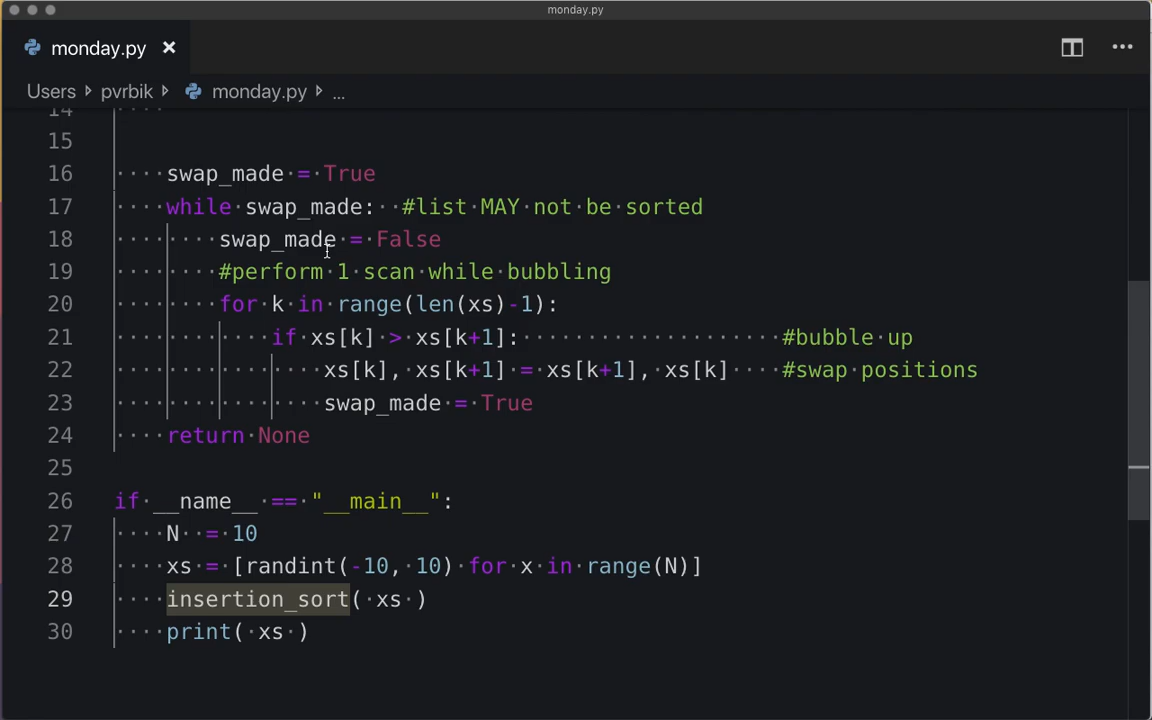 monday.py
monday.py ×
Users pvrbik monday.py ...
14
15
16 swap_made = True
17 while swap_made: #list MAY not be sorted
18 swap_made = False
19 #perform 1 scan while bubbling
20 for k in range(len(xs)-1):
21 if xs[k] > xs[k+1]: #bubble up
22 xs[k], xs[k+1] = xs[k+1], xs[k] #swap positions
23 swap_made = True
24 return None
25
26 if __name__ == "__main__":
27 N = 10
28 xs = [randint(-10, 10) for x in range(N)]
29 insertion_sort( xs )
30 print( xs )